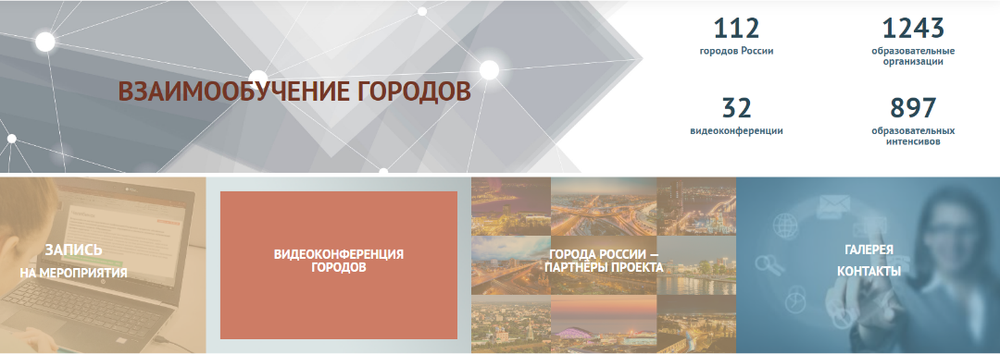 ВЗАИМООБУЧЕНИЕ ГОРОДОВ
112
городов России
1243
образовательные
организации
32
видеоконференции
897
образовательных
интенсивов
ЗАПИСЬ
НА МЕРОПРИЯТИЯ
ВИДЕОКОНФЕРЕНЦИЯ
ГОРОДОВ
ГОРОДА РОССИИ —
ПАРТНЁРЫ ПРОЕКТА
ГАЛЕРЕЯ
КОНТАКТЫ